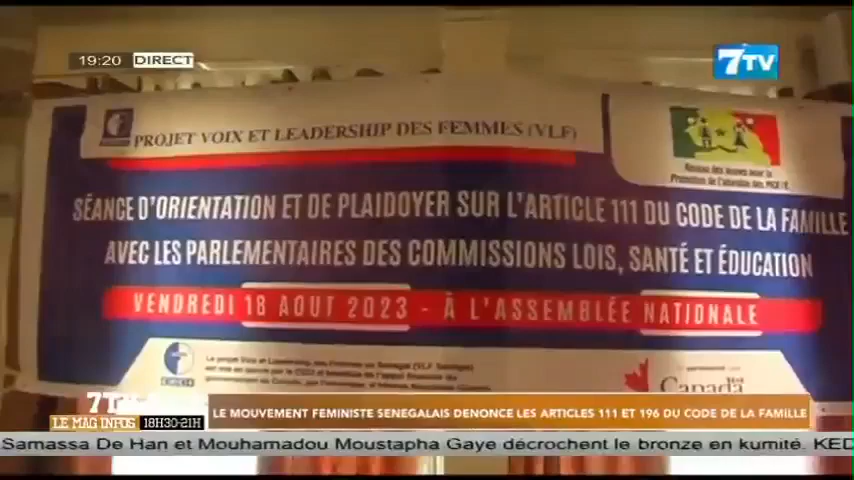 19:20 DIRECT
7TV
PROJET VOIX ET LEADERSHIP DES FEMMES (VLF)
SÉANCE D'ORIENTATION ET DE PLAIDOYER SUR L'ARTICLE 111 DU CODE DE LA FAMILLE
AVEC LES PARLEMENTAIRES DES COMMISSIONS LOIS, SANTÉ ET ÉDUCATION
VENDREDI 18 AOUT 2023 - À L'ASSEMBLÉE NATIONALE
Canada
LE MAG INFOS 18H30-21H
LE MOUVEMENT FEMINISTE SENEGALAIS DENONCE LES ARTICLES 111 ET 196 DU CODE DE LA FAMILLE
Samassa De Han et Mouhamadou Moustapha Gaye décrochent le bronze en kumité. KED